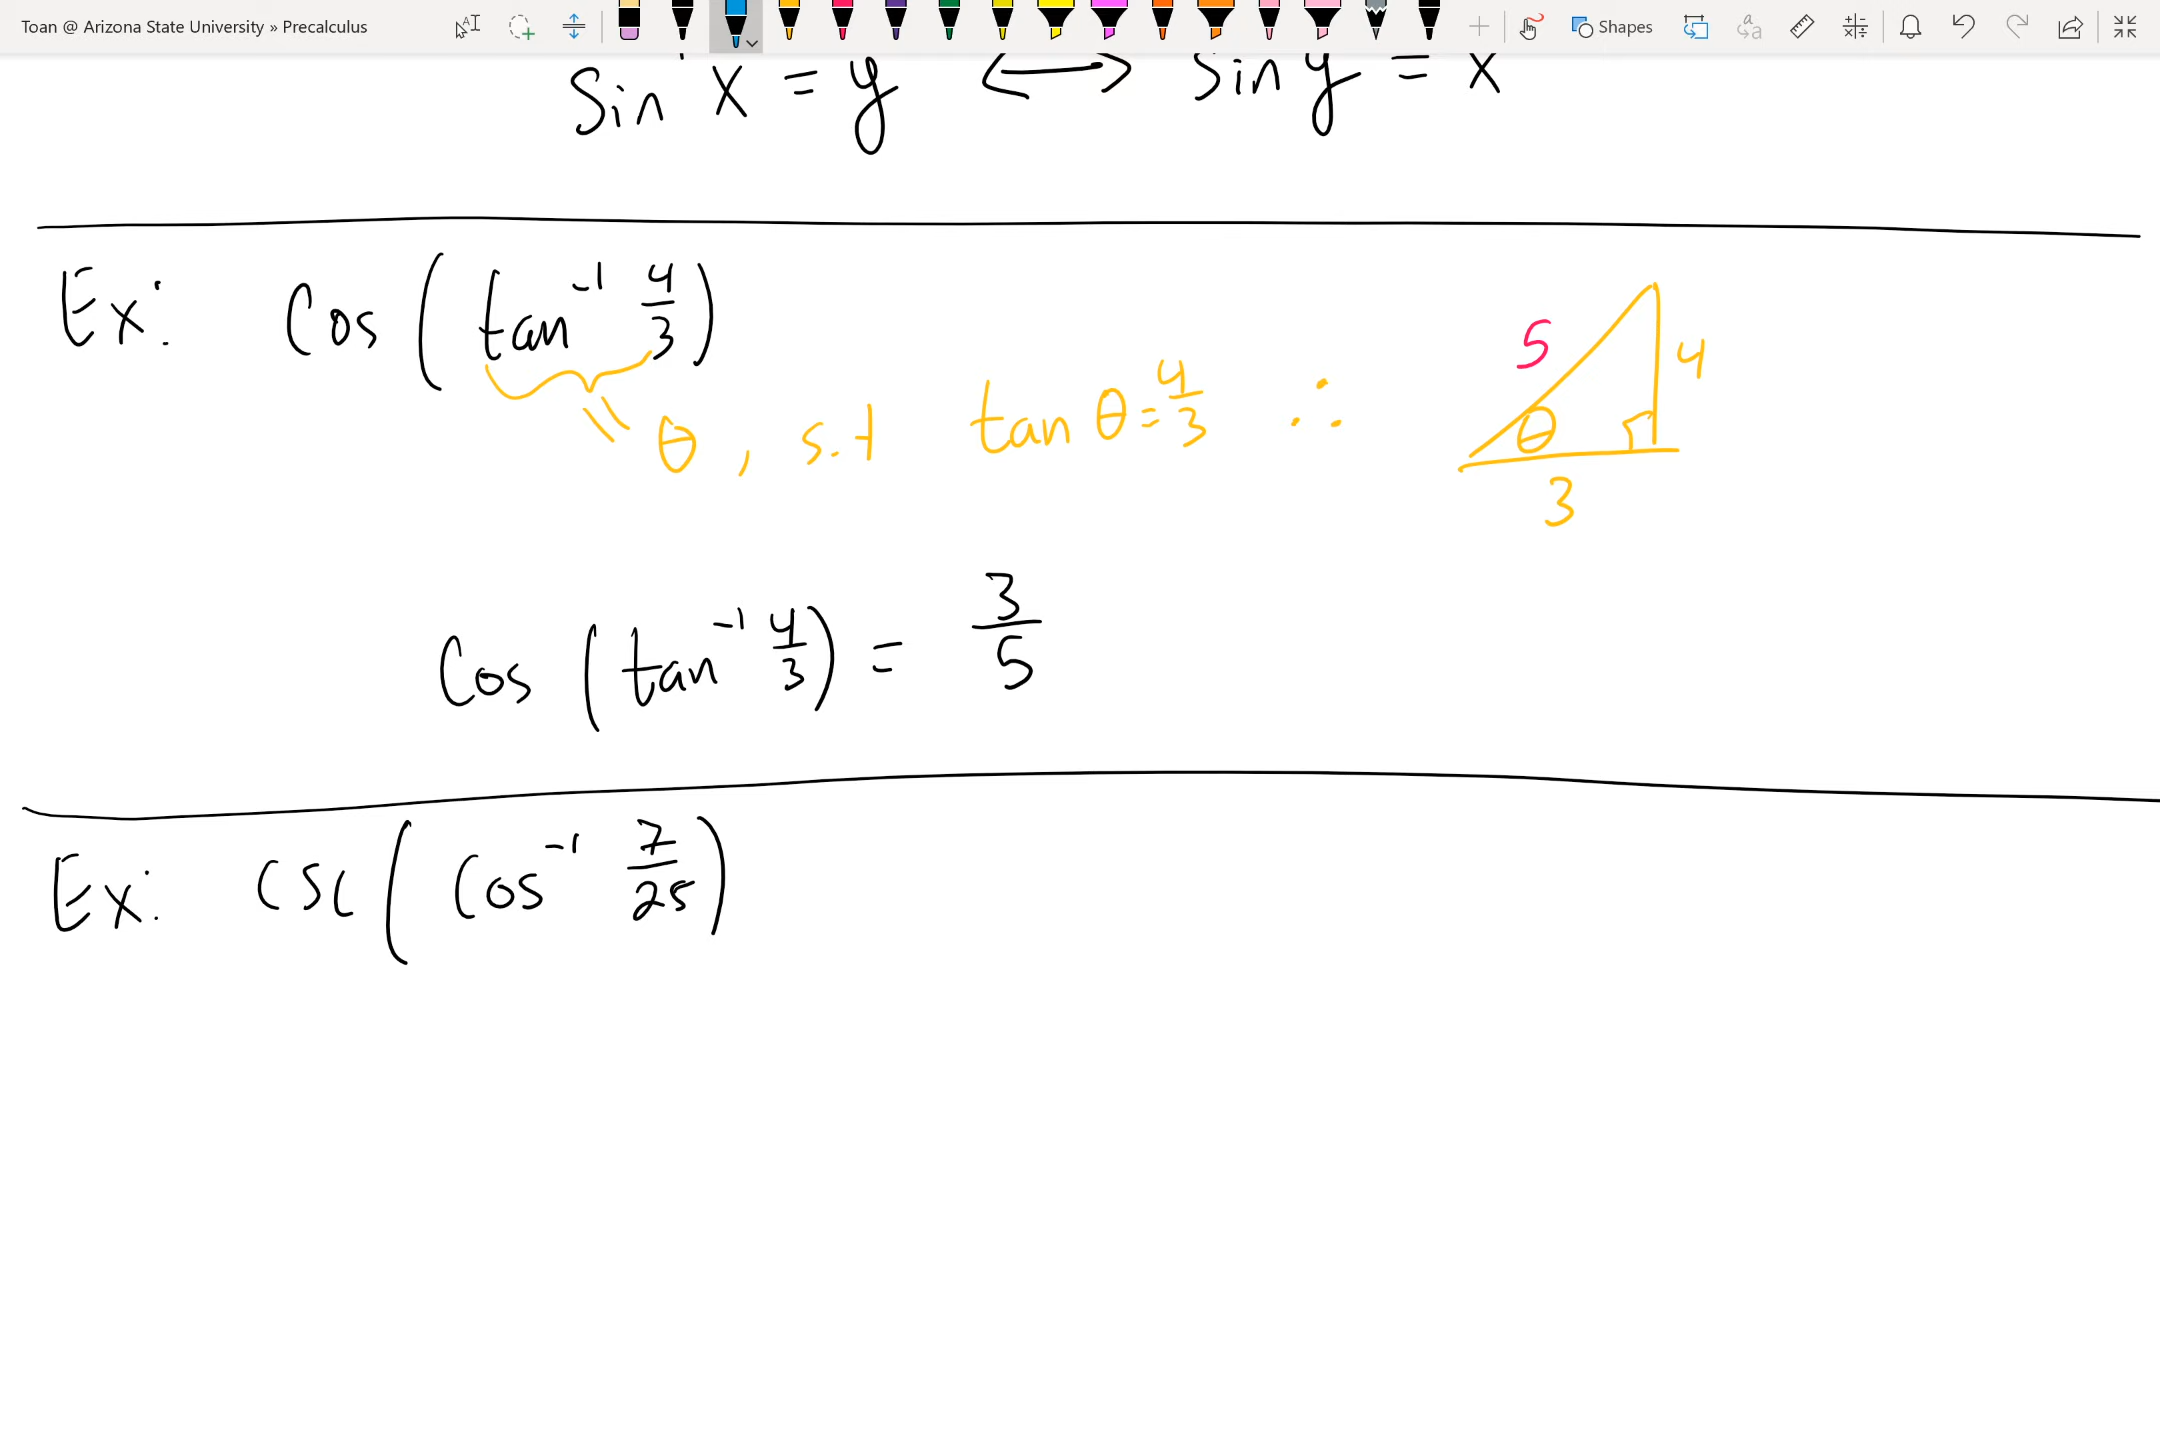 Toan @ Arizona State University » Precalculus
Shapes
Sin⁻¹ x = y ⟷ sin y = x
Ex: Cos (tan⁻¹ 4/3)
5
4
θ
3
θ, s.t tan θ = 4/3 ∴
Cos (tan⁻¹ 4/3) = 3/5
Ex: csc (cos⁻¹ 7/25)